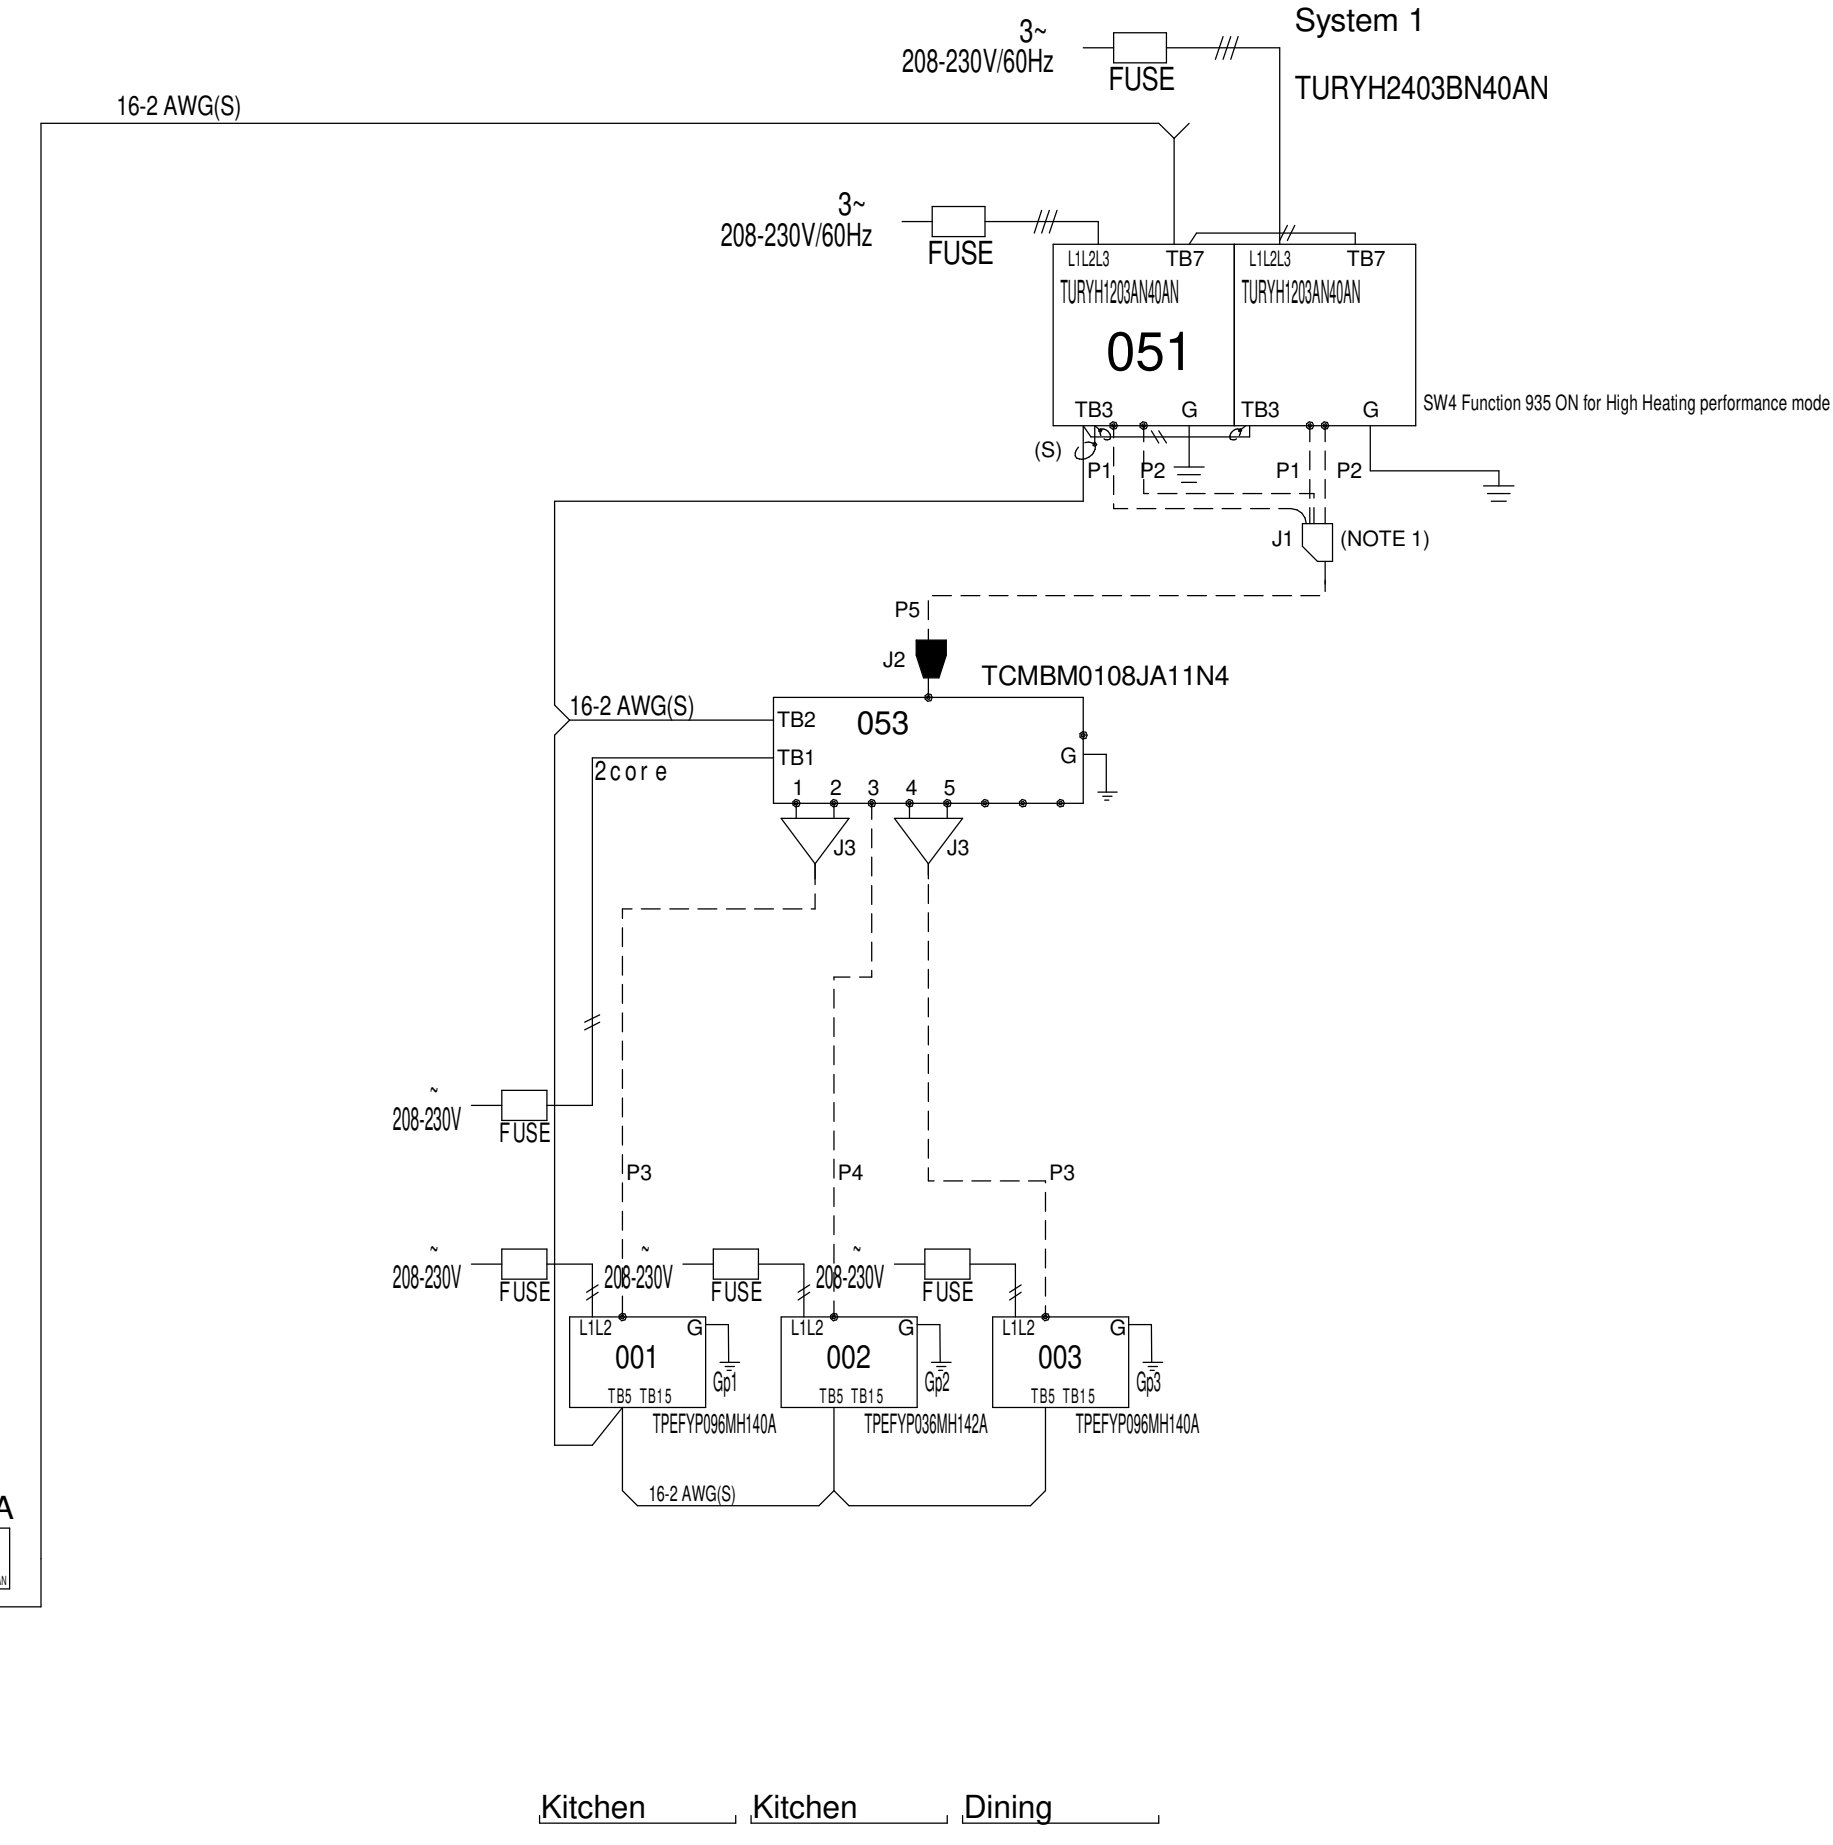 System 1
3~
208-230V/60Hz
FUSE
TURYH2403BN40AN
16-2 AWG(S)
3~
208-230V/60Hz
FUSE
L1L2L3 TB7 L1L2L3 TB7
TURYH1203AN40AN TURYH1203AN40AN
051
SW4 Function 935 ON for High Heating performance mode
TB3 G TB3 G
(S) P1 P2 P1 P2
J1 (NOTE 1)
P5
J2
TCMBM0108JA11N4
16-2 AWG(S)
TB2 053
TB1 G
2core
1 2 3 4 5
J3 J3
~
208-230V
FUSE
P3 P4 P3
~ ~ ~
208-230V FUSE 208-230V FUSE 208-230V FUSE
L1L2 G L1L2 G L1L2 G
001 002 003
Gp1 Gp2 Gp3
TB5 TB15 TB5 TB15 TB5 TB15
TPEFYP096MH140A TPEFYP036MH142A TPEFYP096MH140A
16-2 AWG(S)
A
AN
Kitchen Kitchen Dining